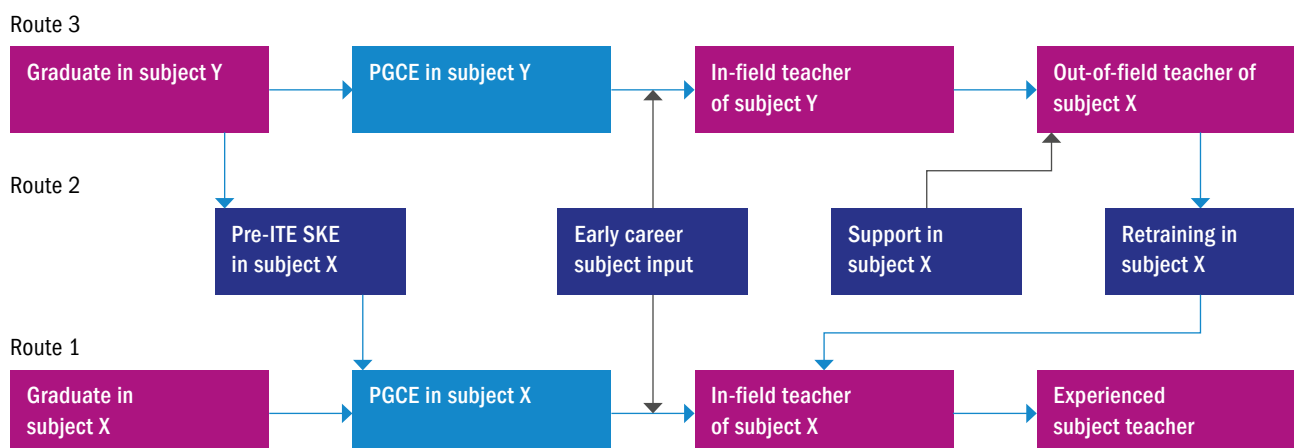 Route 3
Graduate in subject Y
PGCE in subject Y
In-field teacher
of subject Y
Out-of-field teacher of
subject X
Route 2
Pre-ITE SKE
in subject X
Early career
subject input
Support in
subject X
Retraining in
subject X
Route 1
Graduate in
subject X
PGCE in subject X
In-field teacher
of subject X
Experienced
subject teacher